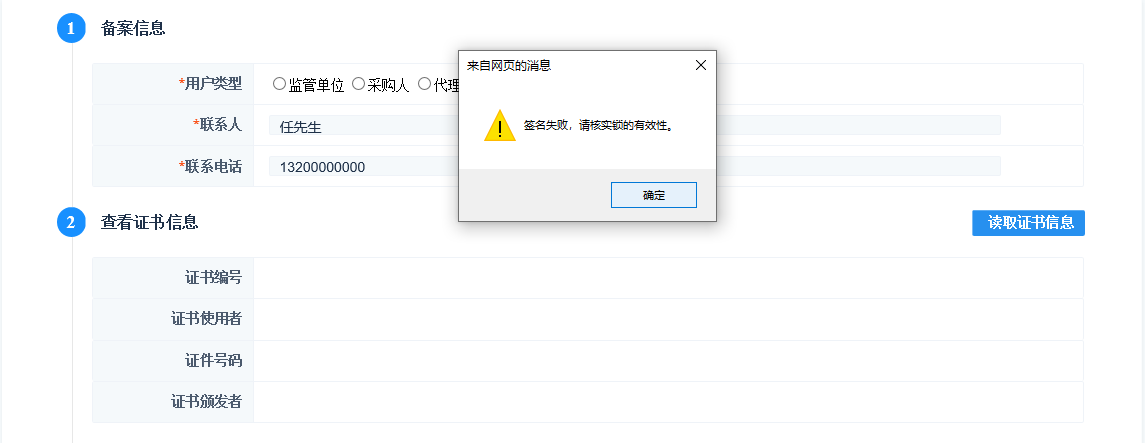 1 备案信息
*用户类型 监管单位 采购人 代理
*联系人 任先生
*联系电话 13200000000
来自网页的消息
签名失败，请核实锁的有效性。
确定
2 查看证书信息 读取证书信息
证书编号
证书使用者
证件号码
证书颁发者